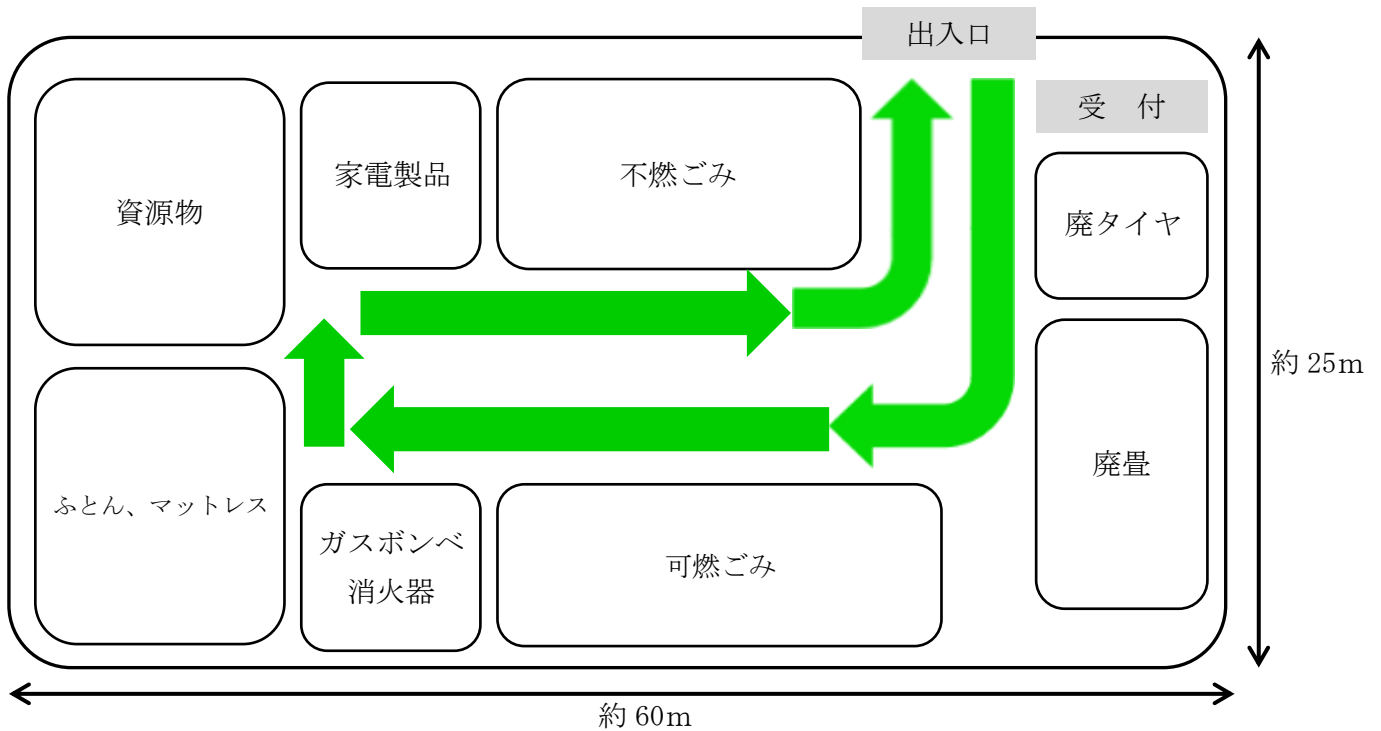 出入口
受 付
家電製品
不燃ごみ
資源物
廃タイヤ
約 25m
廃畳
ふとん、マットレス
ガスボンベ
消火器
可燃ごみ
約 60m